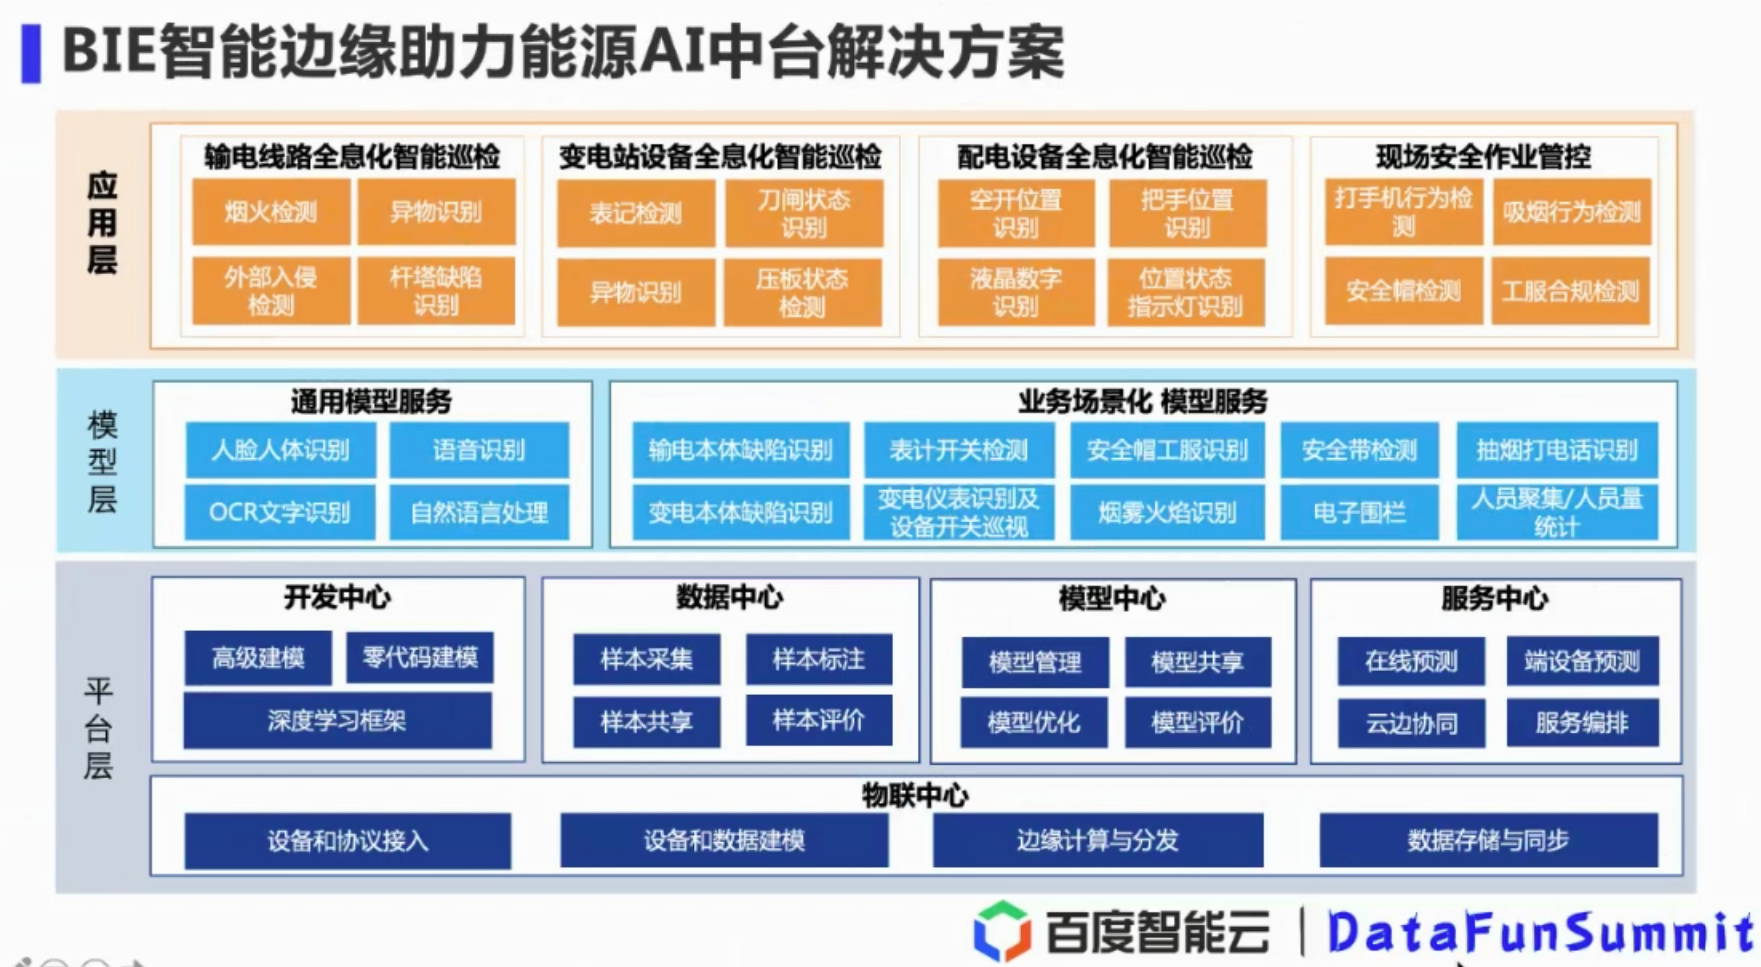 BIE智能边缘助力能源AI中台解决方案
应用层
输电线路全息化智能巡检
烟火检测
异物识别
外部入侵
检测
杆塔缺陷
识别
变电站设备全息化智能巡检
表记检测
刀闸状态
识别
异物识别
压板状态
检测
配电设备全息化智能巡检
空开位置
识别
把手位置
识别
液晶数字
识别
位置状态
指示灯识别
现场安全作业管控
打手机行为检
测
吸烟行为检测
安全帽检测
工服合规检测
模型层
通用模型服务
人脸人体识别
语音识别
OCR文字识别
自然语言处理
业务场景化 模型服务
输电本体缺陷识别
表计开关检测
安全帽工服识别
安全带检测
抽烟打电话识别
变电本体缺陷识别
变电仪表识别及
设备开关巡视
烟雾火焰识别
电子围栏
人员聚集/人员量
统计
平台层
开发中心
高级建模
零代码建模
深度学习框架
数据中心
样本采集
样本标注
样本共享
样本评价
模型中心
模型管理
模型共享
模型优化
模型评价
服务中心
在线预测
端设备预测
云边协同
服务编排
物联中心
设备和协议接入
设备和数据建模
边缘计算与分发
数据存储与同步
百度智能云 | DataFunSummit